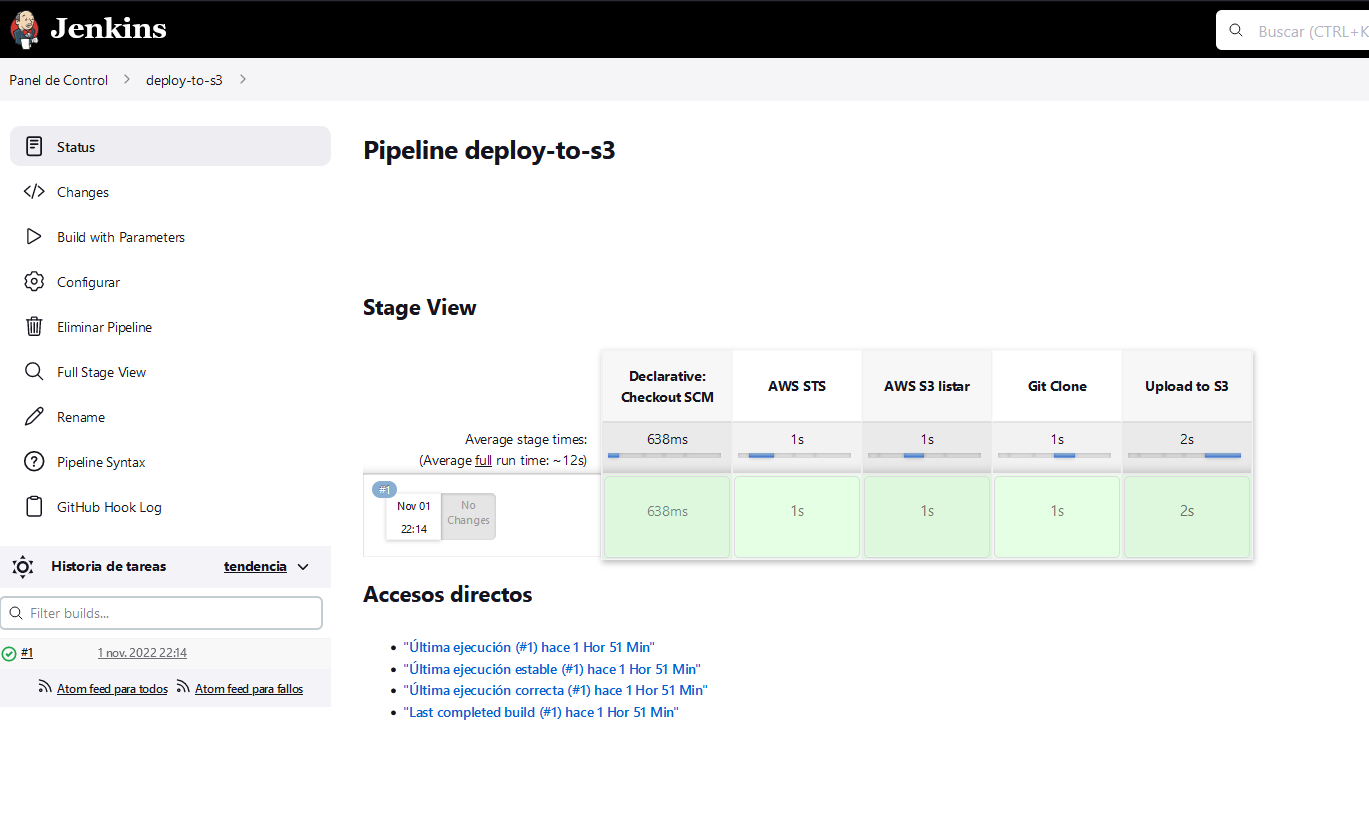 Jenkins
Buscar (CTRL+K
Panel de Control
deploy-to-s3
Status
Changes
Build with Parameters
Configurar
Eliminar Pipeline
Full Stage View
Rename
Pipeline Syntax
GitHub Hook Log
Historia de tareas
tendencia
Filter builds...
#1
1 nov. 2022 22:14
Atom feed para todos
Atom feed para fallos
Pipeline deploy-to-s3
Stage View
Declarative:
Checkout SCM
AWS STS
AWS S3 listar
Git Clone
Upload to S3
Average stage times:
(Average full run time: ~12s)
638ms
1s
1s
1s
2s
#1
Nov 01
22:14
No
Changes
638ms
1s
1s
1s
2s
Accesos directos
"Última ejecución (#1) hace 1 Hor 51 Min"
"Última ejecución estable (#1) hace 1 Hor 51 Min"
"Última ejecución correcta (#1) hace 1 Hor 51 Min"
"Last completed build (#1) hace 1 Hor 51 Min"